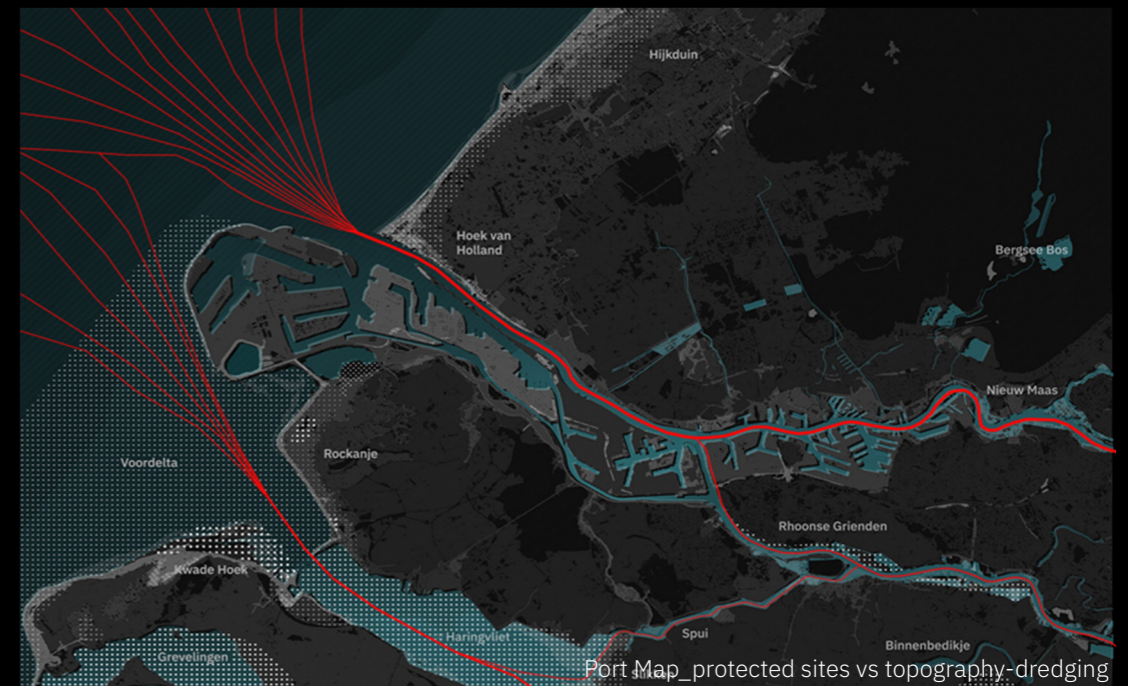 Hijkduin
Hoek van
Holland
Bergsee Bos
Nieuw Maas
Rockanje
Voordelta
Rhoonse Grienden
Kwade Hoek
Haringvliet
Spui
Binnenbedikje
Grevelingen
Port Map_protected sites vs topography-dredging